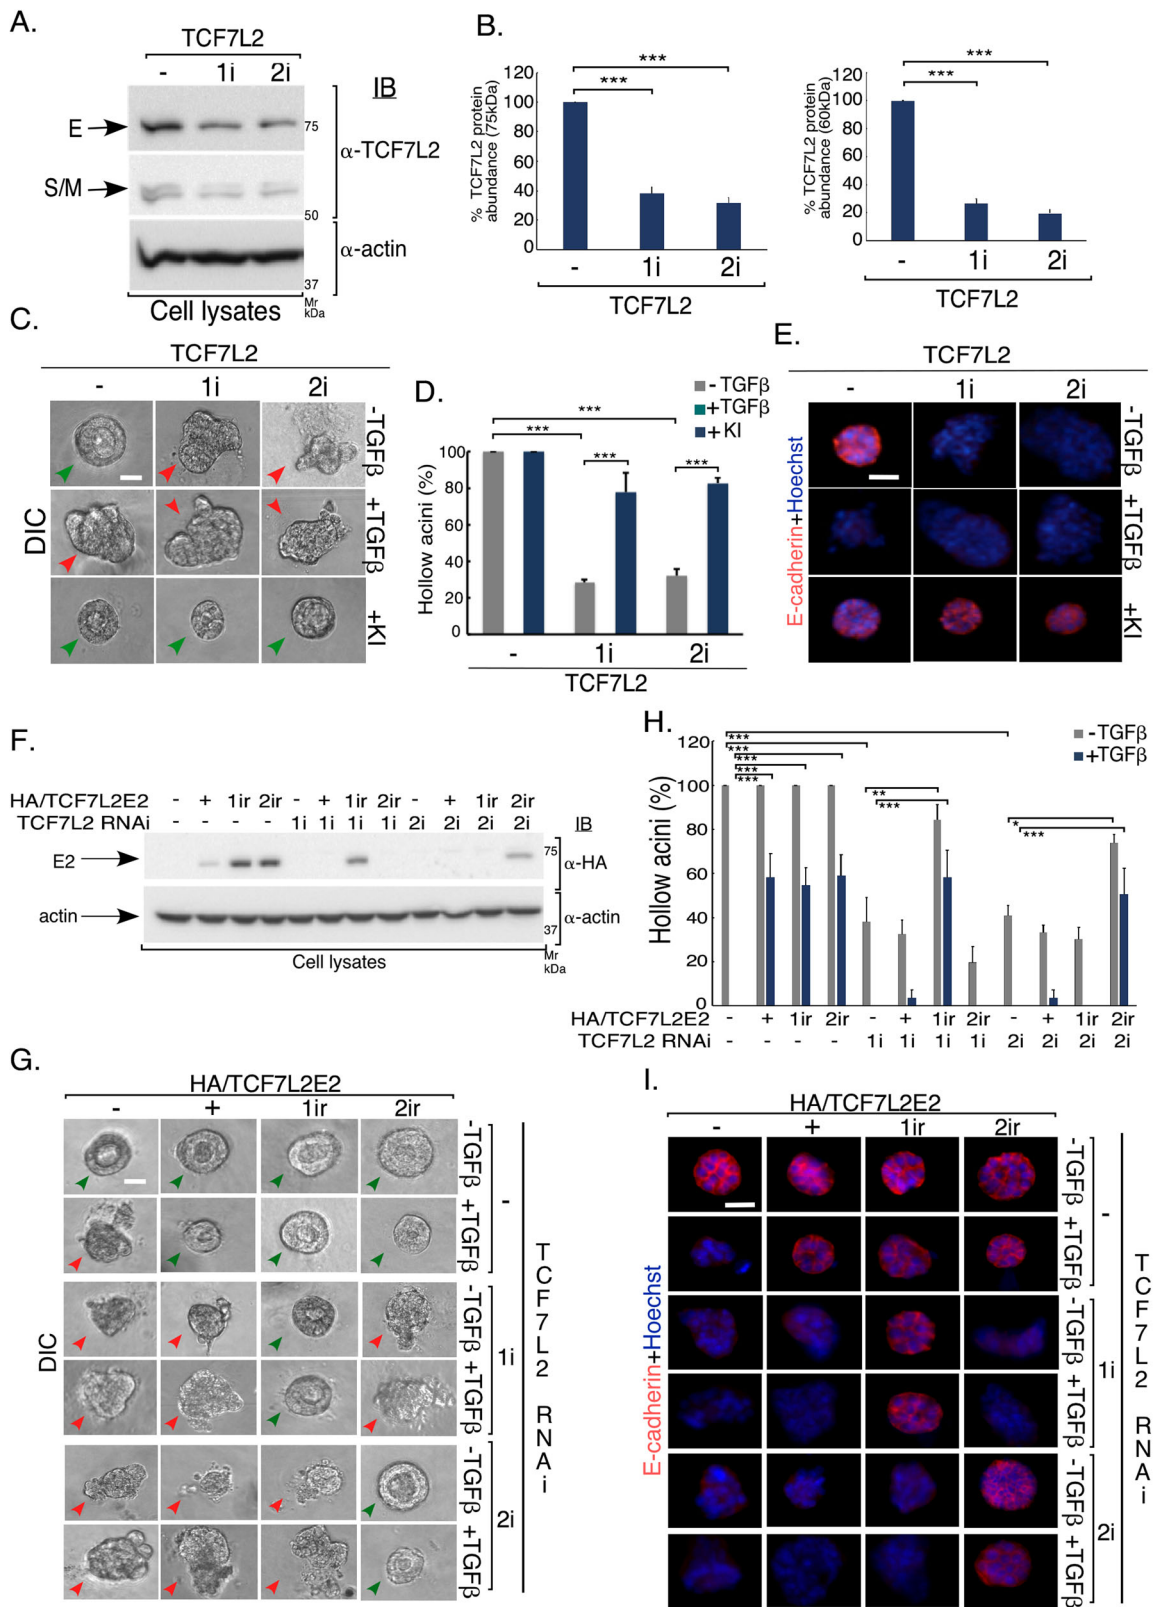 A.
TCF7L2
- 1i 2i
IB
E
75
α-TCF7L2
S/M
50
α-actin
37
Mr
kDa
Cell lysates
B.
% TCF7L2 protein
abundance (75kDa)
120
100
80
60
40
20
0
*** ***
- 1i 2i
TCF7L2
% TCF7L2 protein
abundance (60kDa)
120
100
80
60
40
20
0
*** ***
- 1i 2i
TCF7L2
C.
TCF7L2
- 1i 2i
DIC
-TGFβ
+TGFβ
+KI
D.
-TGFβ
+TGFβ
+KI
Hollow acini (%)
100
80
60
40
20
0
***
***
*** ***
- 1i 2i
TCF7L2
E.
TCF7L2
- 1i 2i
E-cadherin+Hoechst
-TGFβ
+TGFβ
+KI
F.
HA/TCF7L2E2 - + 1ir 2ir - + 1ir 2ir - + 1ir 2ir
TCF7L2 RNAi - - - - 1i 1i 1i 1i 2i 2i 2i 2i
IB
E2
75
α-HA
actin
α-actin
37
Mr
kDa
Cell lysates
H.
-TGFβ
+TGFβ
Hollow acini (%)
120
100
80
60
40
20
0
***
***
***
***
**
***
*
***
HA/TCF7L2E2 - + 1ir 2ir - + 1ir 2ir - + 1ir 2ir
TCF7L2 RNAi - - - - 1i 1i 1i 1i 2i 2i 2i 2i
G.
HA/TCF7L2E2
- + 1ir 2ir
DIC
-TGFβ
+TGFβ
-
-TGFβ
+TGFβ
1i
-TGFβ
+TGFβ
2i
TCF7L2 RNAi
I.
HA/TCF7L2E2
- + 1ir 2ir
E-cadherin+Hoechst
-TGFβ
+TGFβ
-
-TGFβ
+TGFβ
1i
-TGFβ
+TGFβ
2i
TCF7L2 RNAi